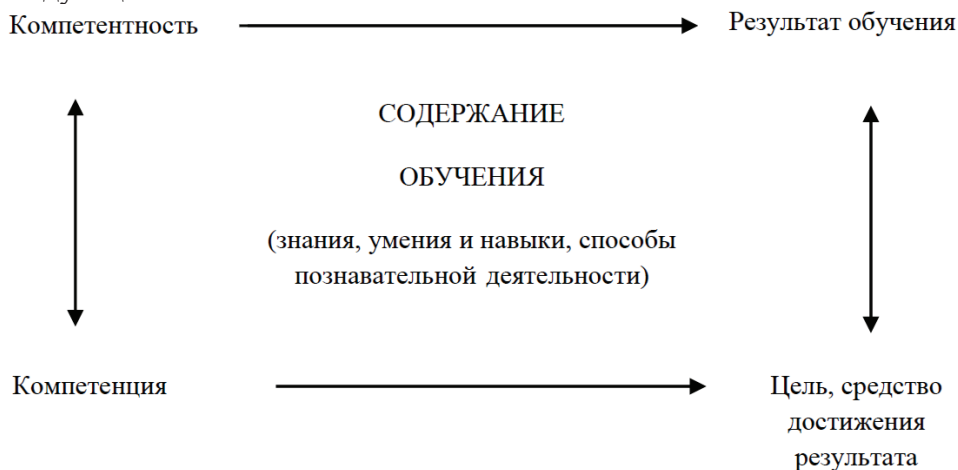 Компетентность
Результат обучения
СОДЕРЖАНИЕ
ОБУЧЕНИЯ
(знания, умения и навыки, способы
познавательной деятельности)
Компетенция
Цель, средство
достижения
результата